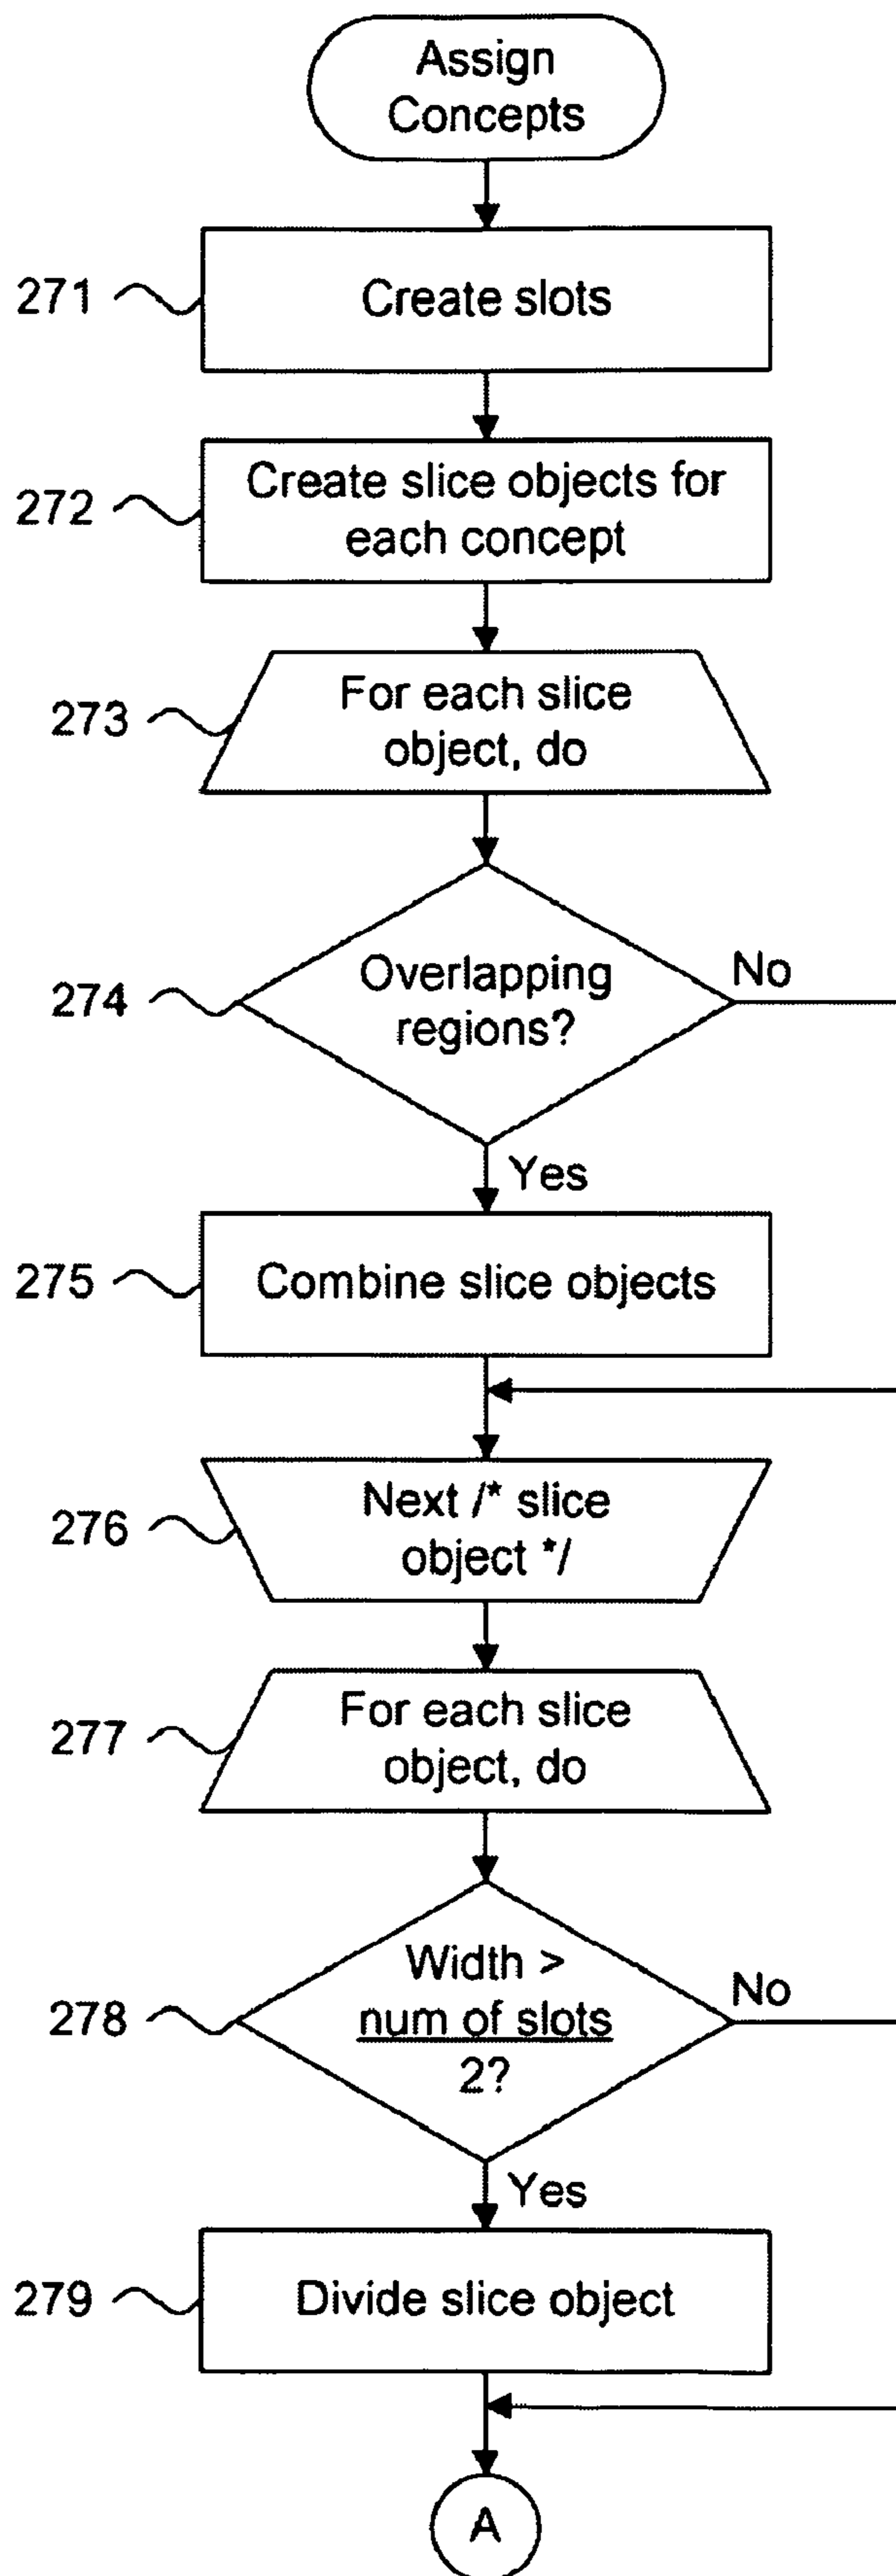 Assign
Concepts
271
Create slots
272
Create slice objects for
each concept
273
For each slice
object, do
274
Overlapping
regions?
No
Yes
275
Combine slice objects
276
Next /* slice
object */
277
For each slice
object, do
278
Width >
num of slots
2?
No
Yes
279
Divide slice object
A